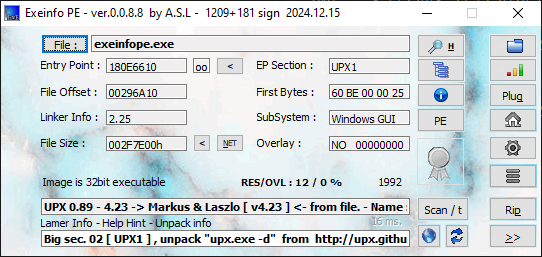 Exeinfo PE - ver.0.0.8.8 by A.S.L - 1209+181 sign 2024.12.15
File : exeinfope.exe H
Entry Point : 180E6610 oo < EP Section : UPX1
File Offset : 00296A10 First Bytes : 60 BE 00 00 25 Plug
Linker Info : 2.25 SubSystem : Windows GUI PE
File Size : 002F7E00h < NET Overlay : NO 00000000
Image is 32bit executable RES/OVL : 12 / 0 % 1992
UPX 0.89 - 4.23 -> Markus & Laszlo [ v4.23 ] <- from file. - Name Scan / t Rip
Lamer Info - Help Hint - Unpack info 16 ms.
Big sec. 02 [ UPX1 ] , unpack "upx.exe -d" from http://upx.githu >>